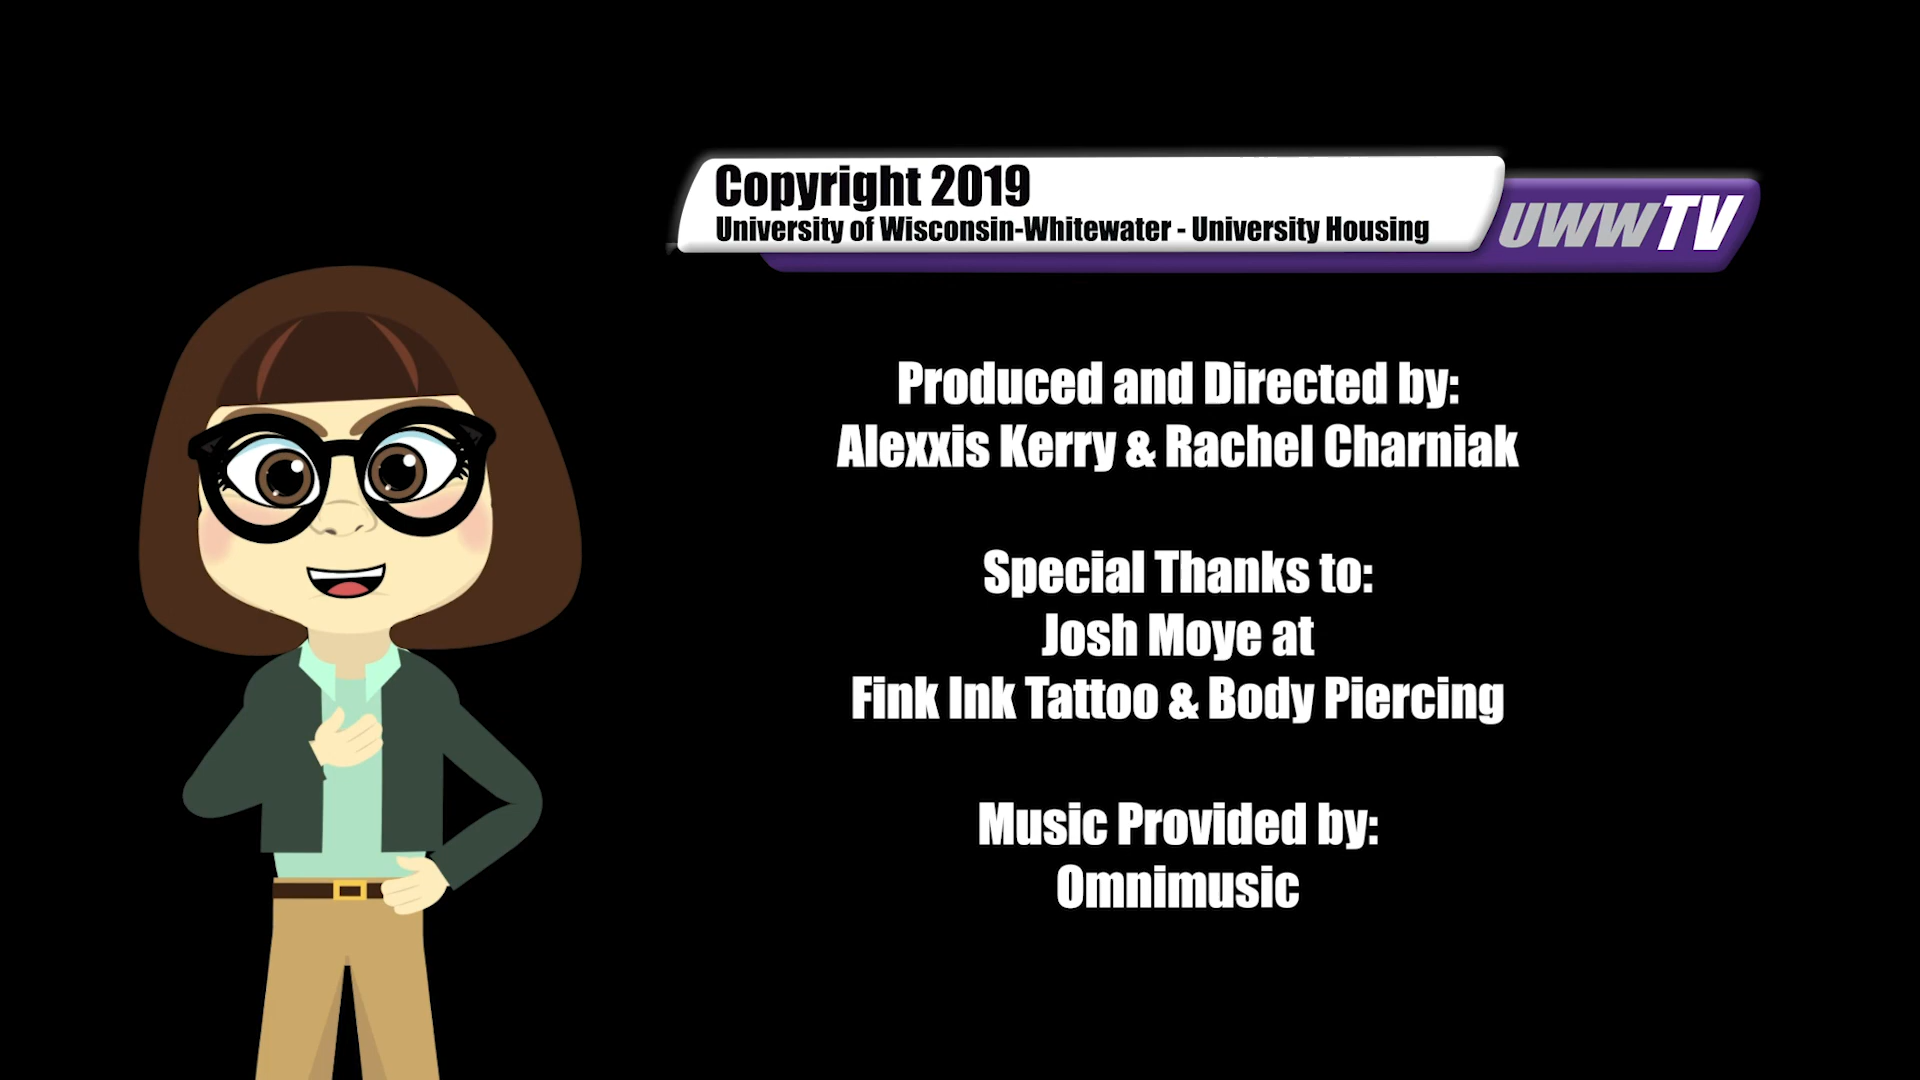 Copyright 2019
University of Wisconsin-Whitewater - University Housing
UWWTV
Produced and Directed by:
Alexxis Kerry & Rachel Charniak
Special Thanks to:
Josh Moye at
Fink Ink Tattoo & Body Piercing
Music Provided by:
Omnimusic